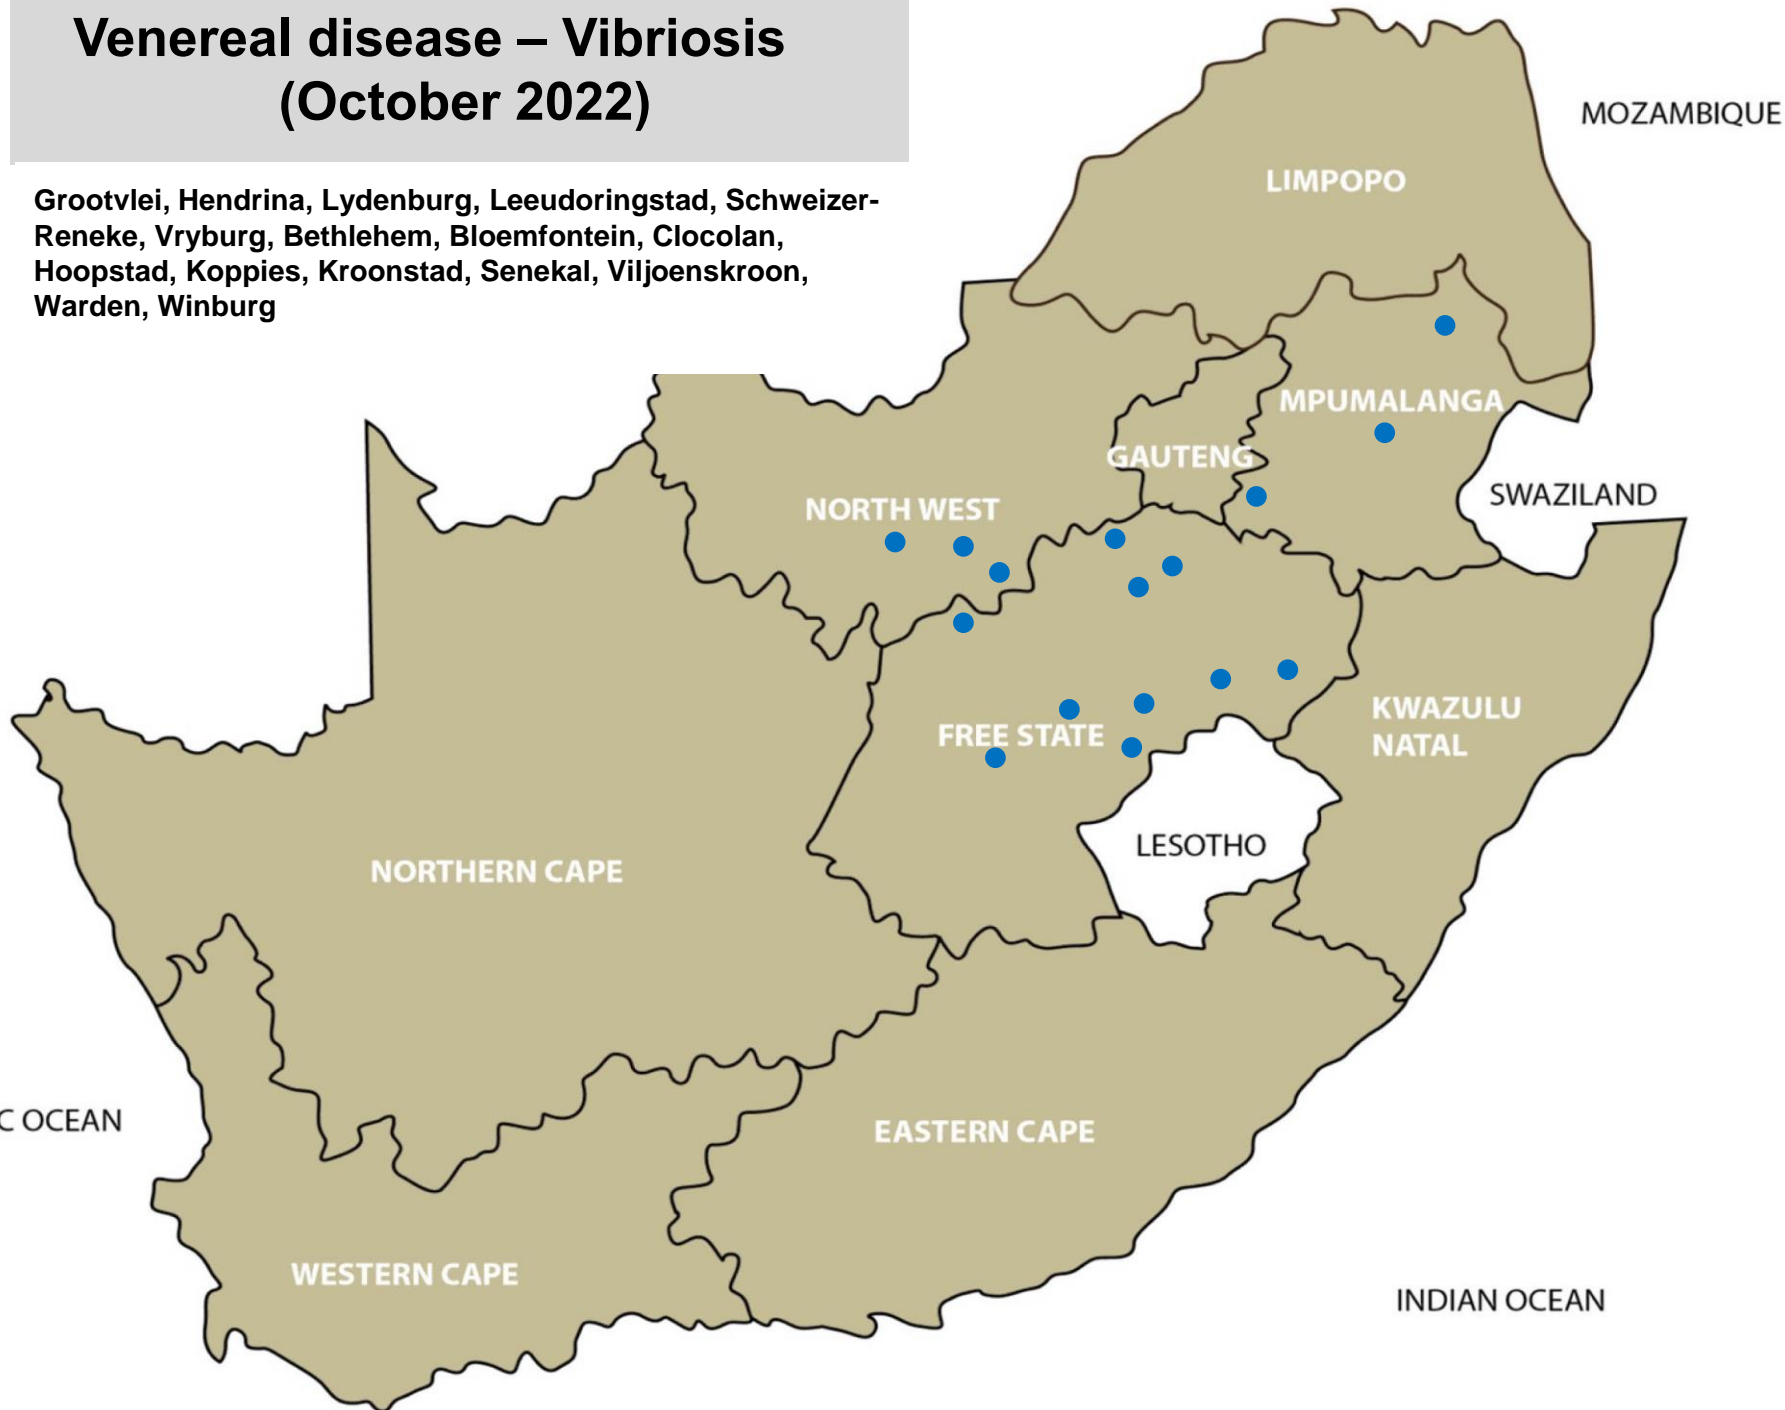 Venereal disease – Vibriosis
(October 2022)
Grootvlei, Hendrina, Lydenburg, Leeudoringstad, Schweizer-
Reneke, Vryburg, Bethlehem, Bloemfontein, Clocolan,
Hoopstad, Koppies, Kroonstad, Senekal, Viljoenskroon,
Warden, Winburg
MOZAMBIQUE
LIMPOPO
MPUMALANGA
GAUTENG
SWAZILAND
NORTH WEST
KWAZULU
NATAL
FREE STATE
LESOTHO
NORTHERN CAPE
C OCEAN
EASTERN CAPE
WESTERN CAPE
INDIAN OCEAN